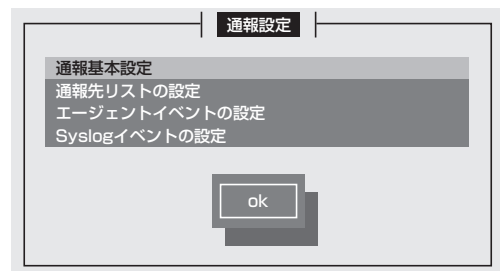 通報設定
通報基本設定
通報先リストの設定
エージェントイベントの設定
Syslogイベントの設定
ok